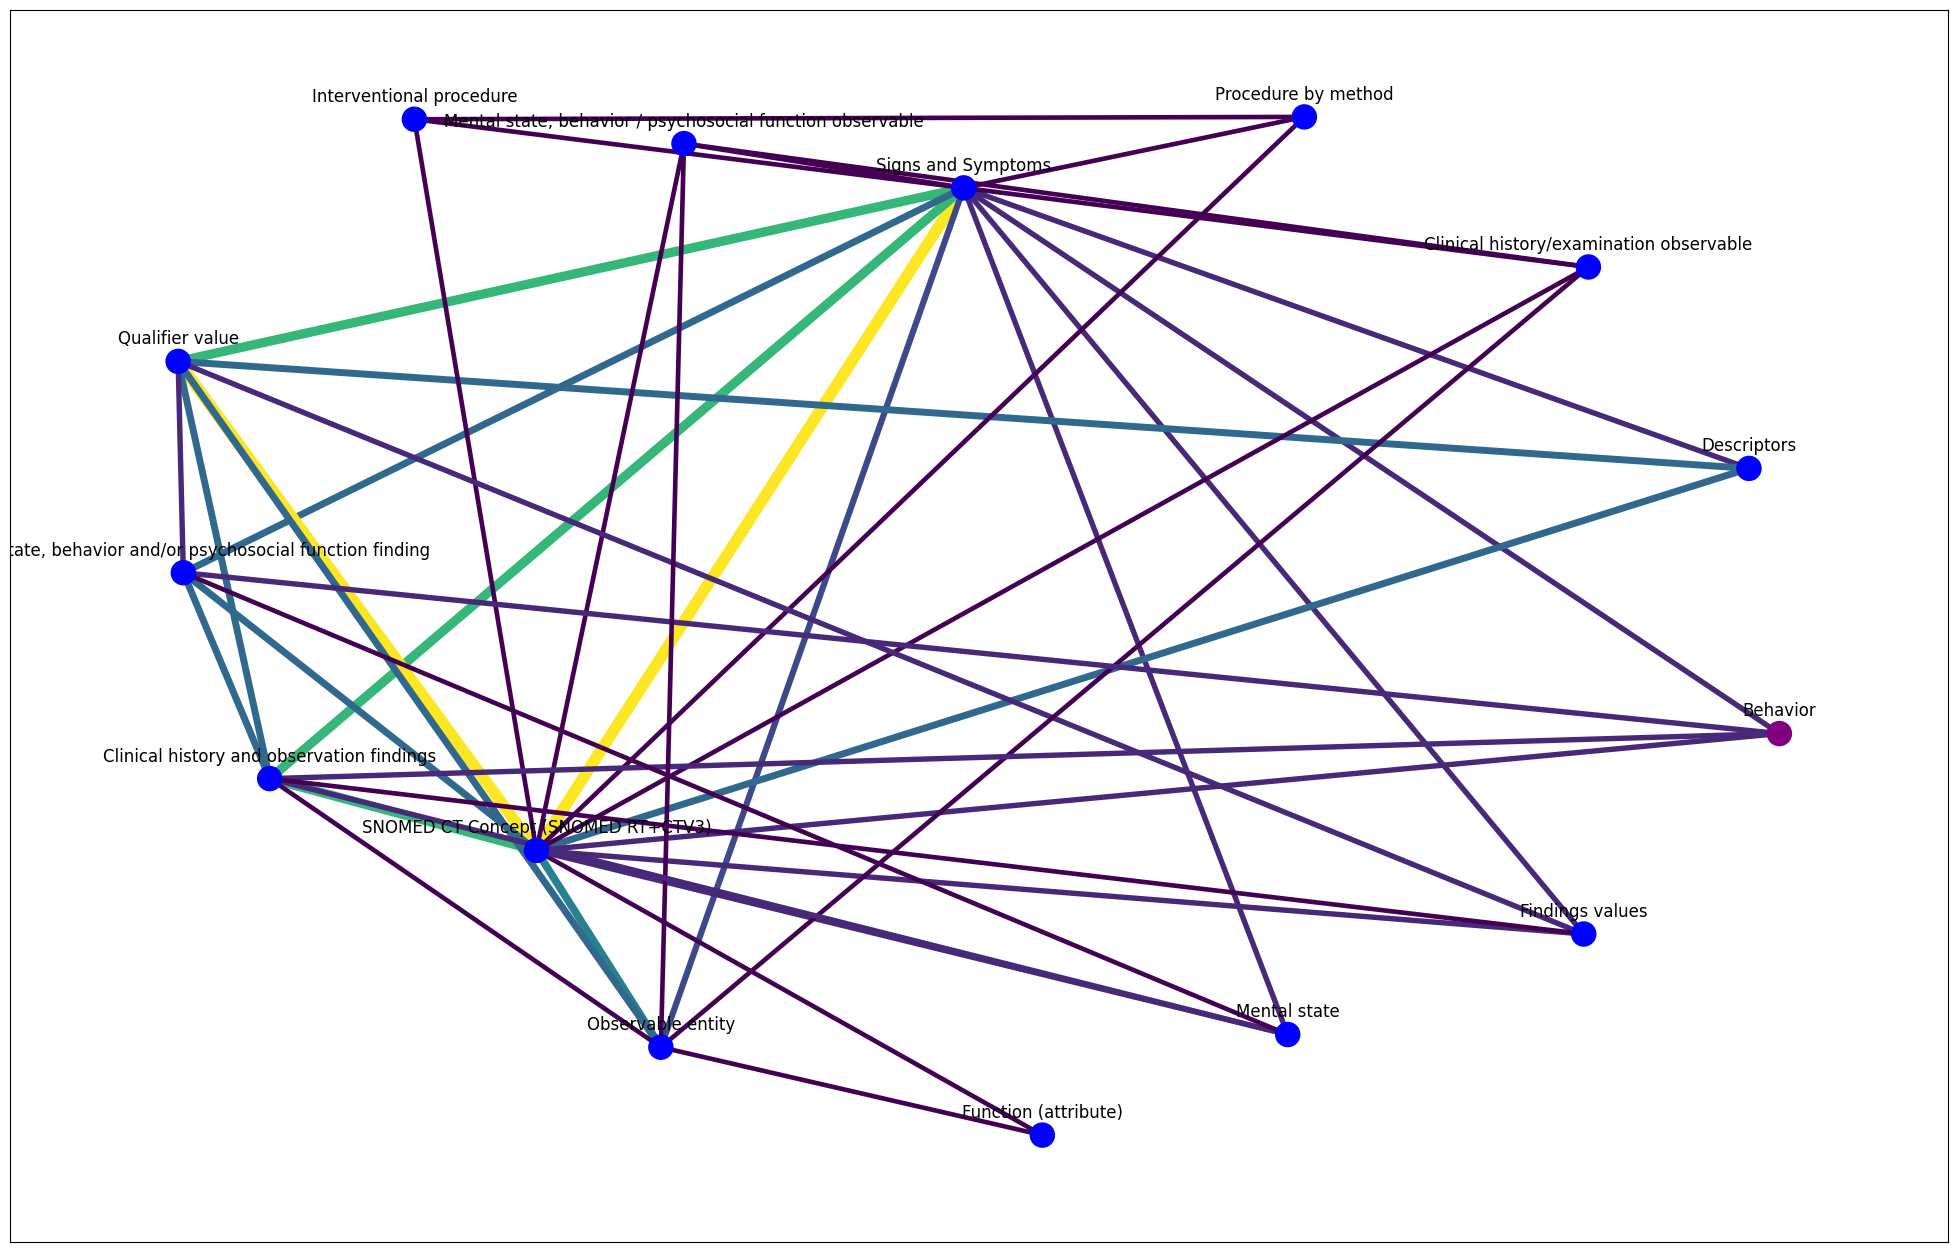 Procedure by method
Interventional procedure
Mental state, behavior / psychosocial function observable
Signs and Symptoms
Clinical history/examination observable
Qualifier value
Descriptors
tate, behavior and/or psychosocial function finding
Behavior
Clinical history and observation findings
SNOMED CT Concept (SNOMED RT+CTV3)
Findings values
Mental state
Observable entity
Function (attribute)